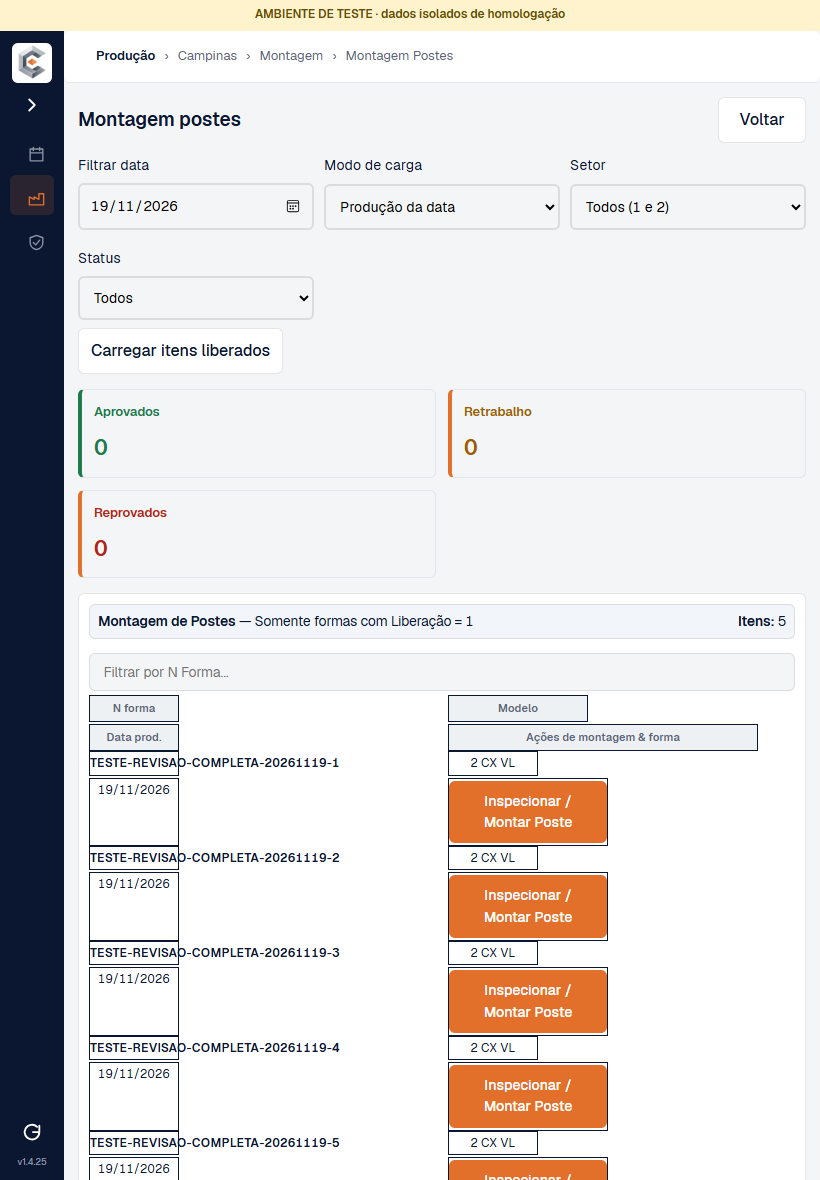 AMBIENTE DE TESTE · dados isolados de homologação
Produção › Campinas › Montagem › Montagem Postes
Montagem postes
Voltar
Filtrar data
Modo de carga
Setor
19/11/2026
Produção da data
Todos (1 e 2)
Status
Todos
Carregar itens liberados
Aprovados
0
Retrabalho
0
Reprovados
0
Montagem de Postes — Somente formas com Liberação = 1
Itens: 5
Filtrar por N Forma...
N forma
Modelo
Data prod.
Ações de montagem & forma
TESTE-REVISAO-COMPLETA-20261119-1
2 CX VL
19/11/2026
Inspecionar /
Montar Poste
TESTE-REVISAO-COMPLETA-20261119-2
2 CX VL
19/11/2026
Inspecionar /
Montar Poste
TESTE-REVISAO-COMPLETA-20261119-3
2 CX VL
19/11/2026
Inspecionar /
Montar Poste
TESTE-REVISAO-COMPLETA-20261119-4
2 CX VL
19/11/2026
Inspecionar /
Montar Poste
TESTE-REVISAO-COMPLETA-20261119-5
2 CX VL
19/11/2026
Inspecionar /
v1.4.25